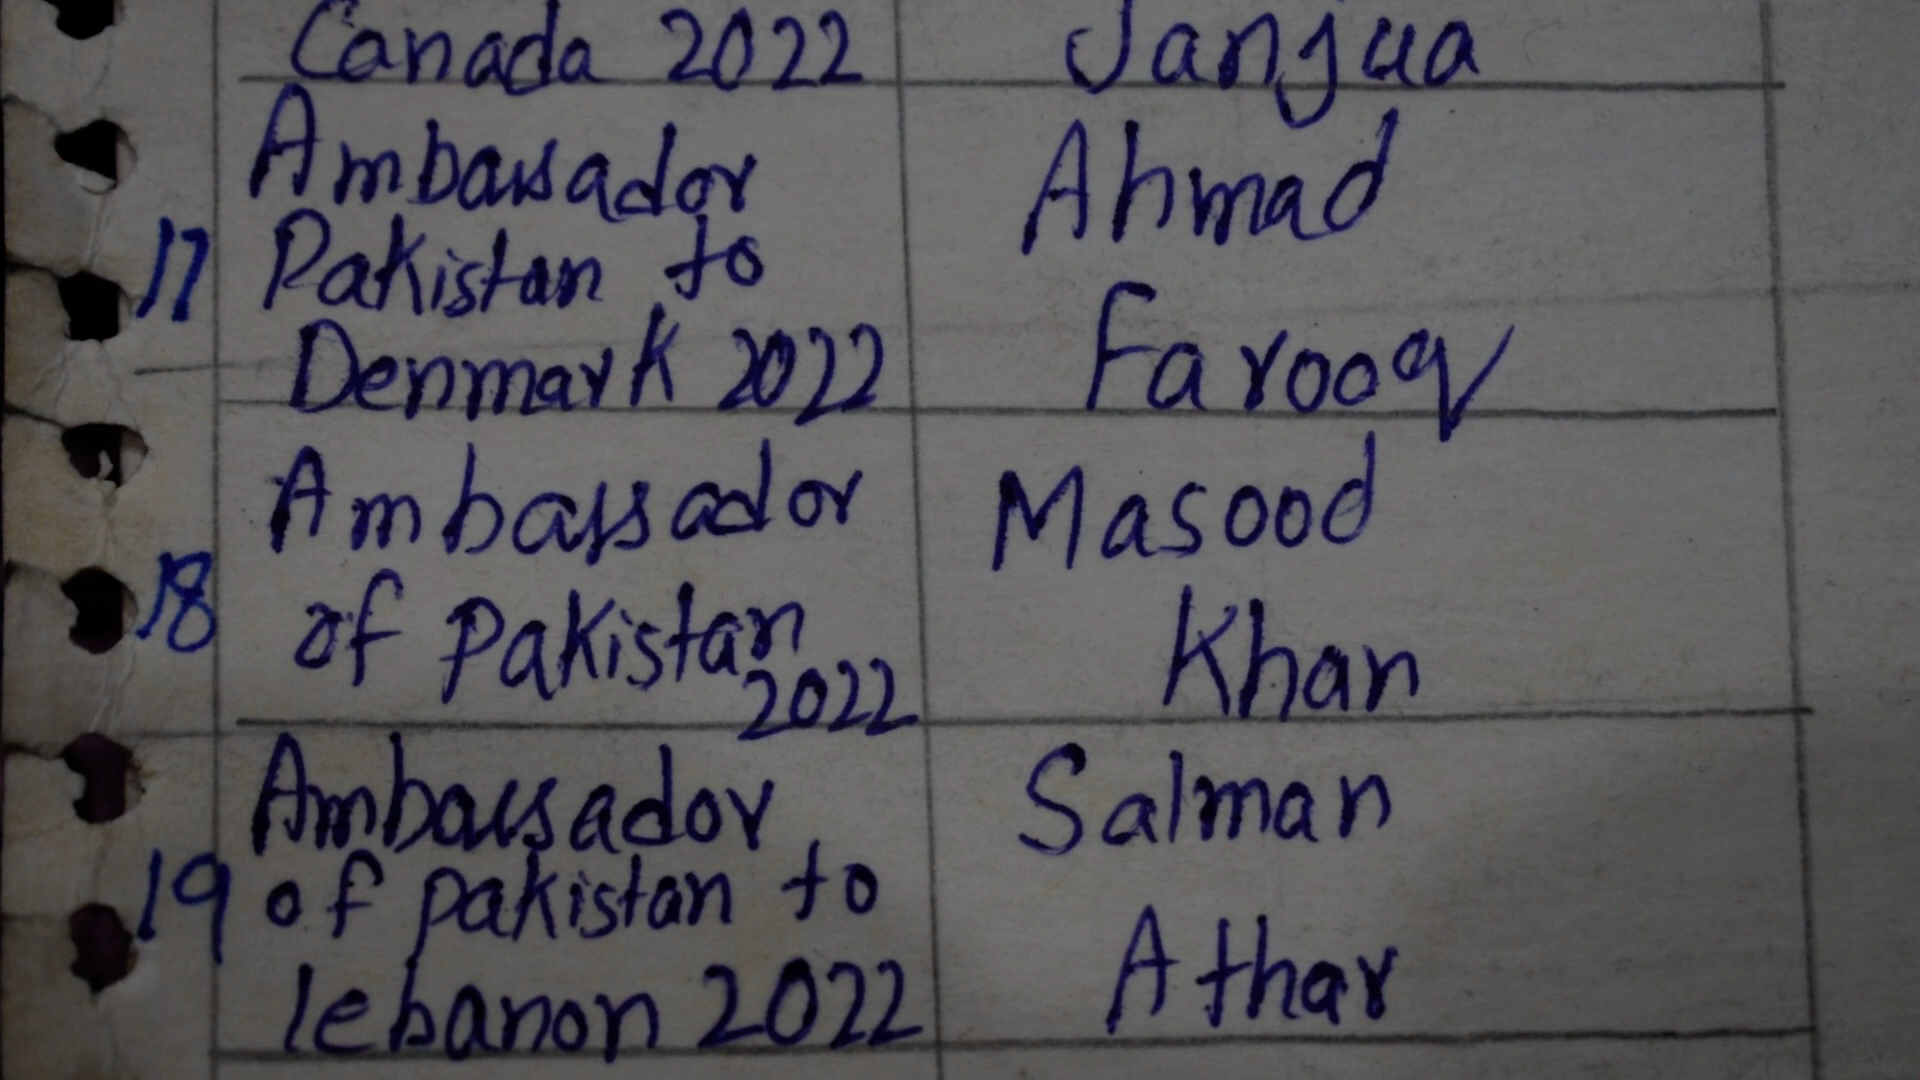 Canada 2022 Janjua
Ambassador Ahmad
17 Pakistan to
Denmark 2022 Farooq
Ambassador Masood
18 of Pakistan Khan
2022
Ambassador Salman
19 of pakistan to
lebanon 2022 Athar